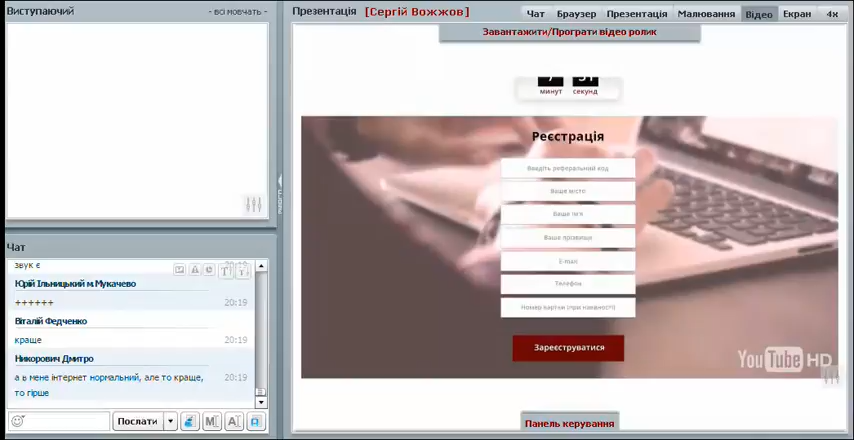 Виступаючий
- всі мовчать -
Презентація [Сергій Вожжов]
Чат Браузер Презентація Малювання Відео Екран 4x
Завантажити/Програти відео ролик
минут секунд
Реєстрація
Введіть реферальний код
Ваше місто
Ваше ім'я
Ваше прізвище
E-mail
Телефон
Номер картки (при наявності)
Зареєструватися
YouTube HD
Панель керування
Чат
звук є 20:19
Юрій Ільницький м.Мукачево
++++++ 20:19
Віталій Федченко
краще 20:19
Никорович Дмитро
а в мене інтернет нормальний, але то краще, 20:19
то гірше
Послати